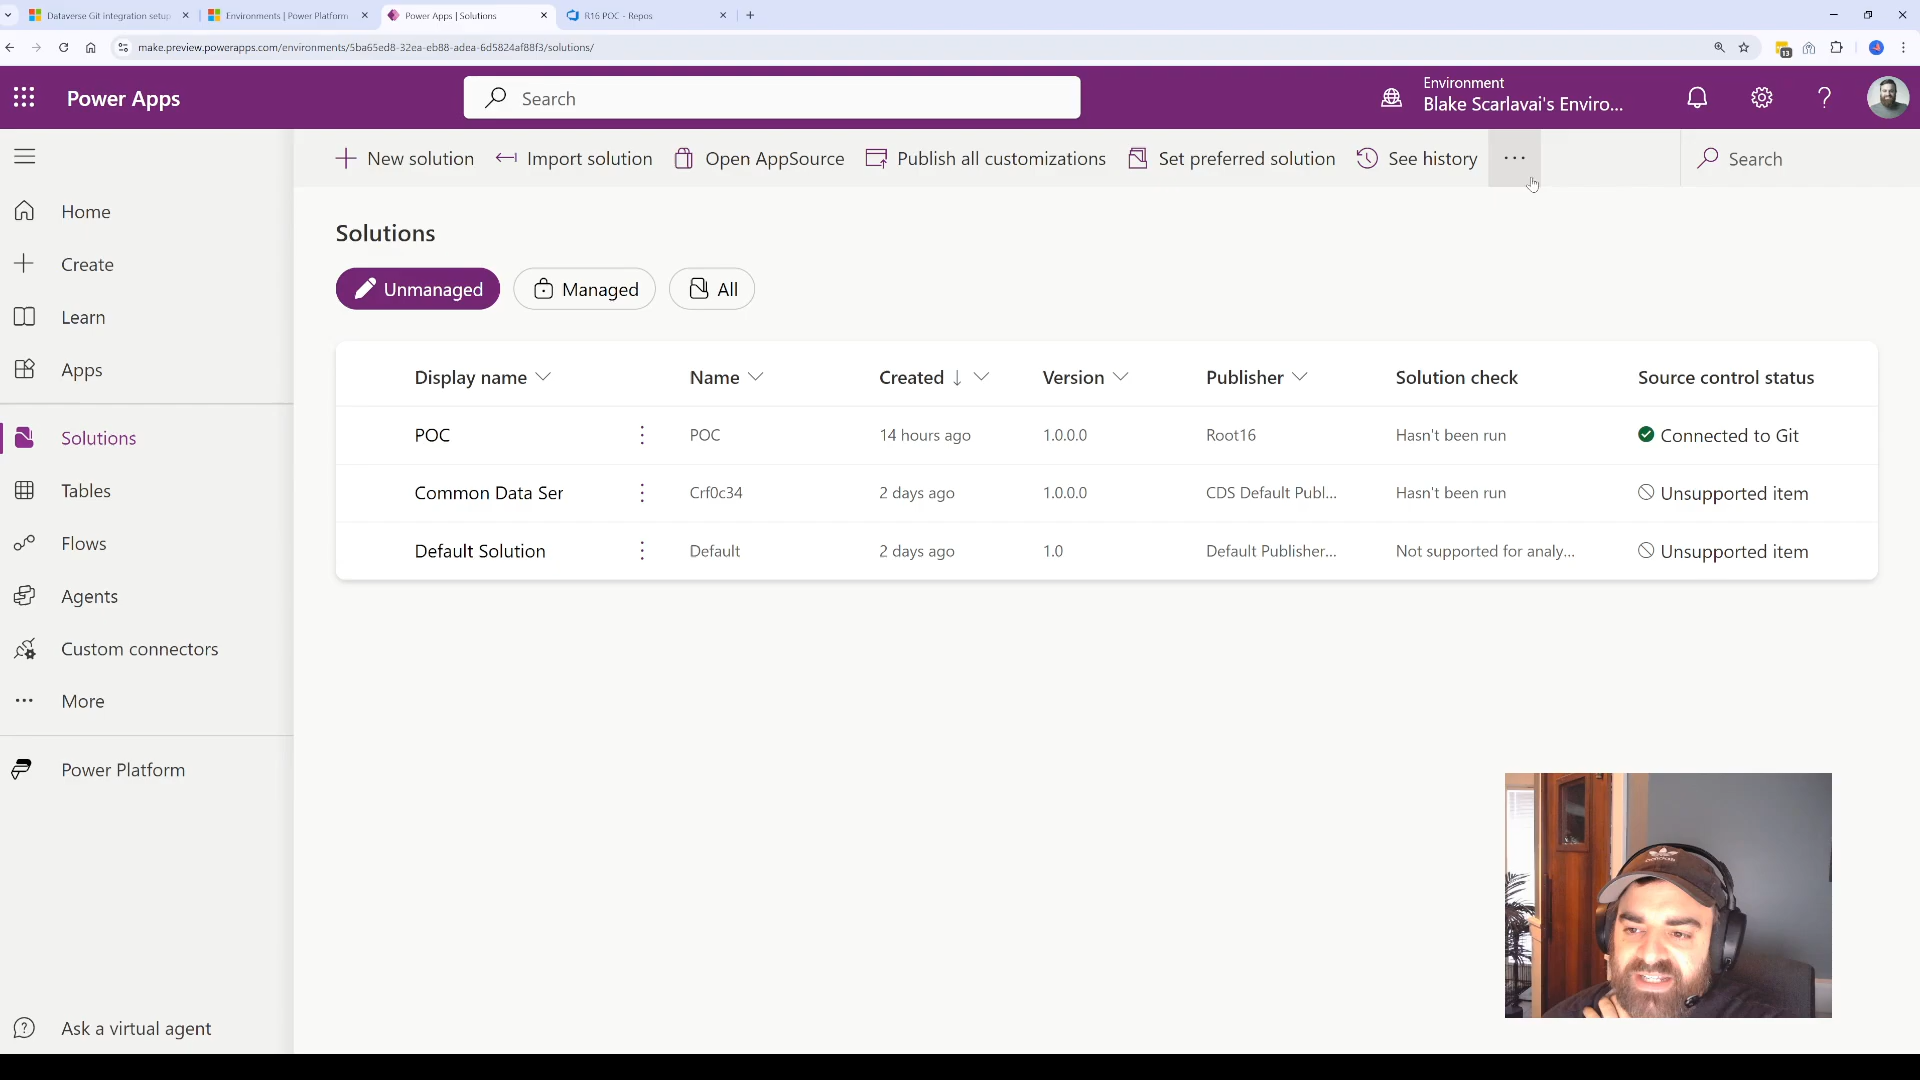 Dataverse Git integration setup
Environments | Power Platform
Power Apps | Solutions
R16 POC - Repos
make.preview.powerapps.com/environments/5ba65ed8-32ea-eb88-adea-6d5824af88f3/solutions/
13
Power Apps
Search
Environment
Blake Scarlavai's Enviro...
New solution
Import solution
Open AppSource
Publish all customizations
Set preferred solution
See history
...
Search
Home
Create
Learn
Apps
Solutions
Tables
Flows
Agents
Custom connectors
More
Power Platform
Ask a virtual agent
Solutions
Unmanaged
Managed
All
Display name Name Created Version Publisher Solution check Source control status
POC POC 14 hours ago 1.0.0.0 Root16 Hasn't been run Connected to Git
Common Data Ser Crf0c34 2 days ago 1.0.0.0 CDS Default Publ... Hasn't been run Unsupported item
Default Solution Default 2 days ago 1.0 Default Publisher... Not supported for analy... Unsupported item